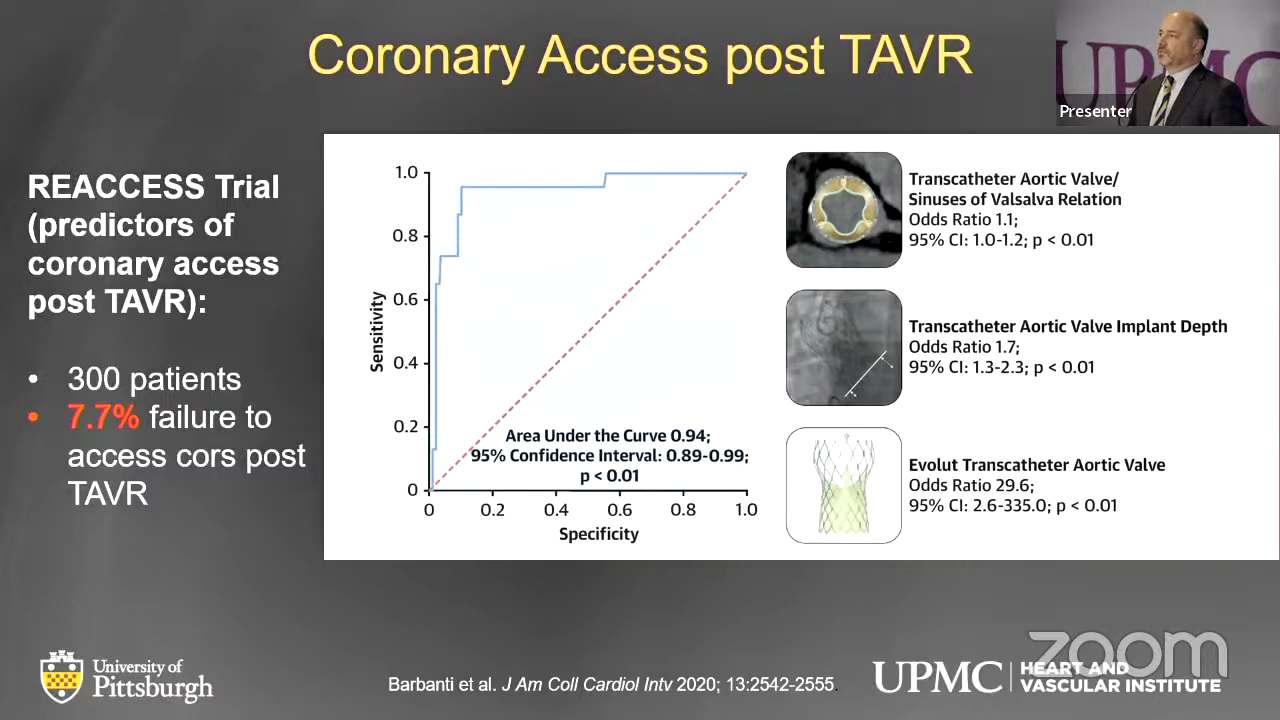 Coronary Access post TAVR
UPMC
Presenter
REACCESS Trial
(predictors of
coronary access
post TAVR):
• 300 patients
• 7.7% failure to
access cors post
TAVR
1.0
0.8
0.6
0.4
0.2
0
Sensitivity
Area Under the Curve 0.94;
95% Confidence Interval: 0.89-0.99;
p < 0.01
0 0.2 0.4 0.6 0.8 1.0
Specificity
Transcatheter Aortic Valve/
Sinuses of Valsalva Relation
Odds Ratio 1.1;
95% CI: 1.0-1.2; p < 0.01
Transcatheter Aortic Valve Implant Depth
Odds Ratio 1.7;
95% CI: 1.3-2.3; p < 0.01
Evolut Transcatheter Aortic Valve
Odds Ratio 29.6;
95% CI: 2.6-335.0; p < 0.01
University of
Pittsburgh
Barbanti et al. J Am Coll Cardiol Intv 2020; 13:2542-2555.
zoom
UPMC
HEART AND
VASCULAR INSTITUTE